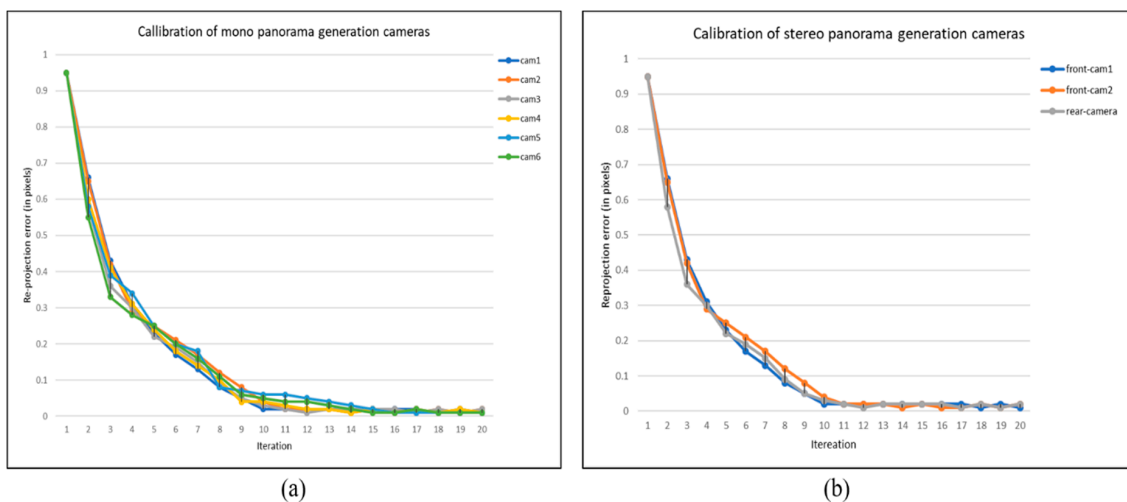 Callibration of mono panorama generation cameras
Re-projection error (in pixels)
1
0.9
0.8
0.7
0.6
0.5
0.4
0.3
0.2
0.1
0
1 2 3 4 5 6 7 8 9 10 11 12 13 14 15 16 17 18 19 20
Iteration
cam1
cam2
cam3
cam4
cam5
cam6
(a)
Calibration of stereo panorama generation cameras
Reprojection error (in pixels)
1
0.9
0.8
0.7
0.6
0.5
0.4
0.3
0.2
0.1
0
1 2 3 4 5 6 7 8 9 10 11 12 13 14 15 16 17 18 19 20
Itereation
front-cam1
front-cam2
rear-camera
(b)